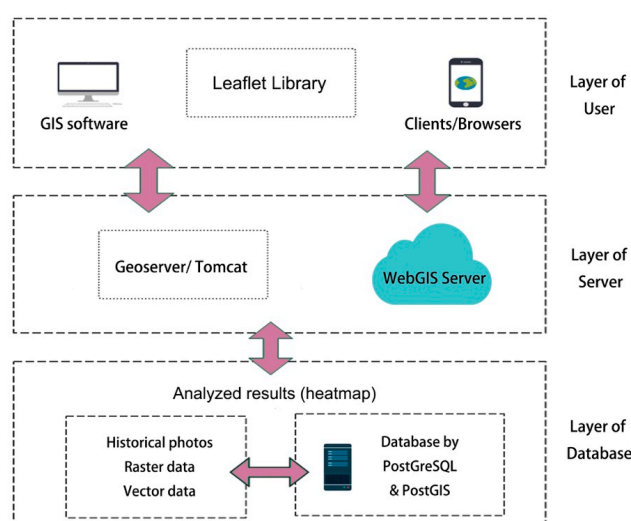 Leaflet Library
GIS software
Clients/Browsers
Layer of
User
Geoserver/ Tomcat
WebGIS Server
Layer of
Server
Analyzed results (heatmap)
Historical photos
Raster data
Vector data
Database by
PostGreSQL
& PostGIS
Layer of
Database